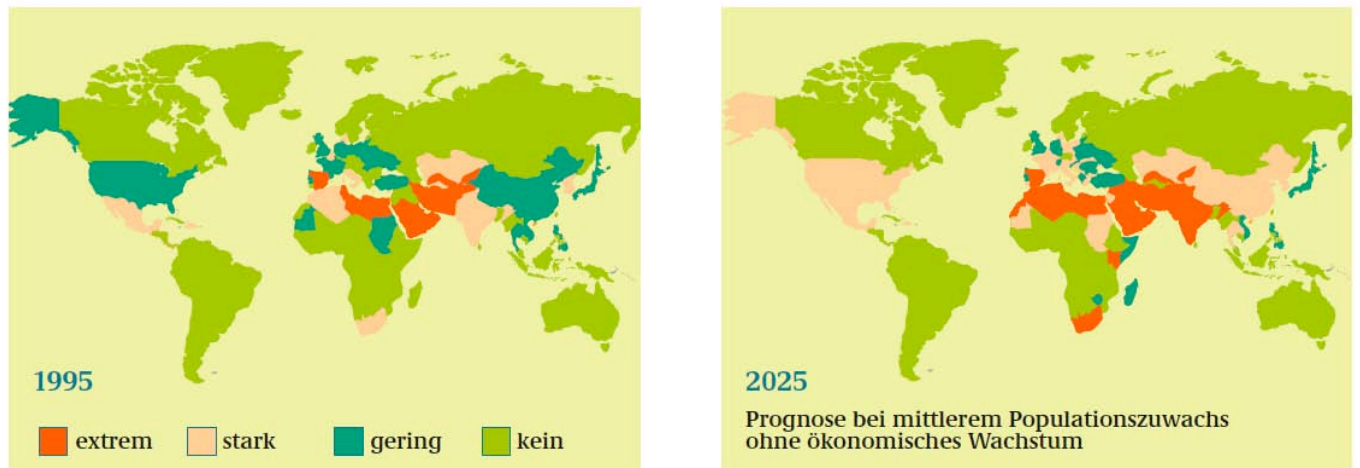 1995
extrem
stark
gering
kein
2025
Prognose bei mittlerem Populationszuwachs
ohne ökonomisches Wachstum